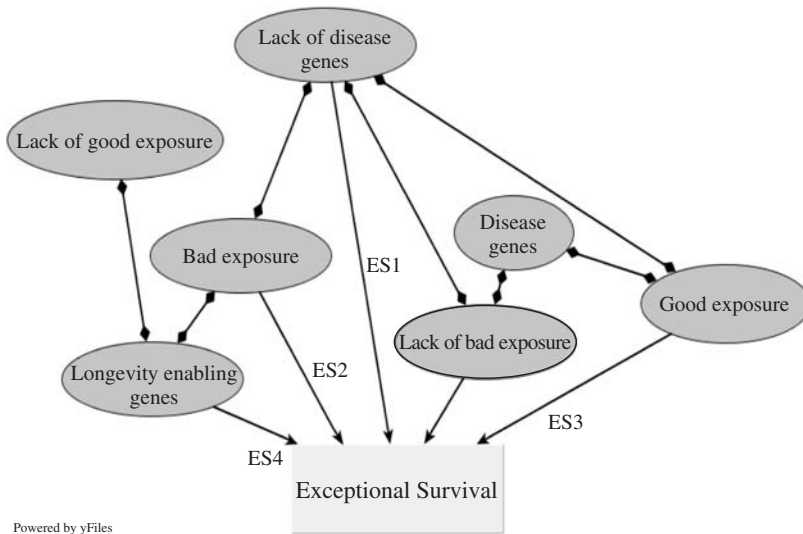 Lack of disease
genes
Lack of good exposure
Disease
genes
Bad exposure
ES1
Good exposure
Lack of bad exposure
Longevity enabling
genes
ES2
ES3
ES4
Exceptional Survival
Powered by yFiles